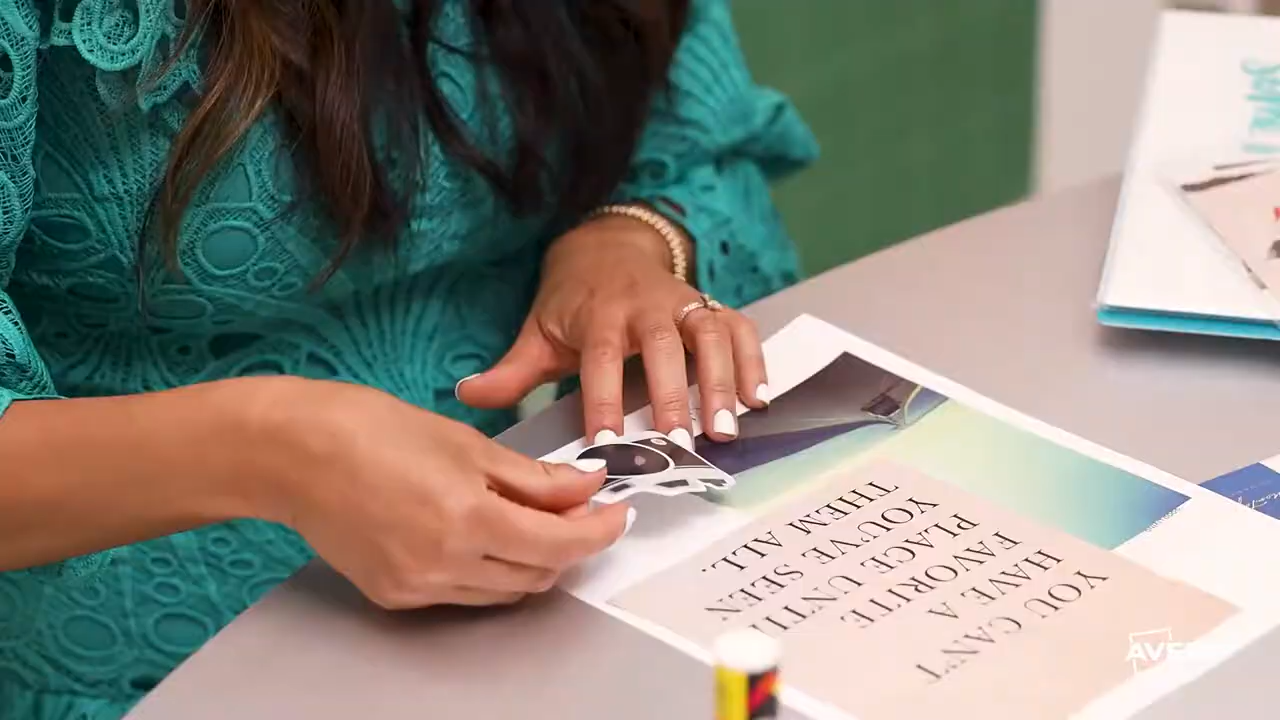 YOU CAN'T
HAVE A
FAVORITE
PLACE UNTIL
YOU'VE SEEN
THEM ALL.